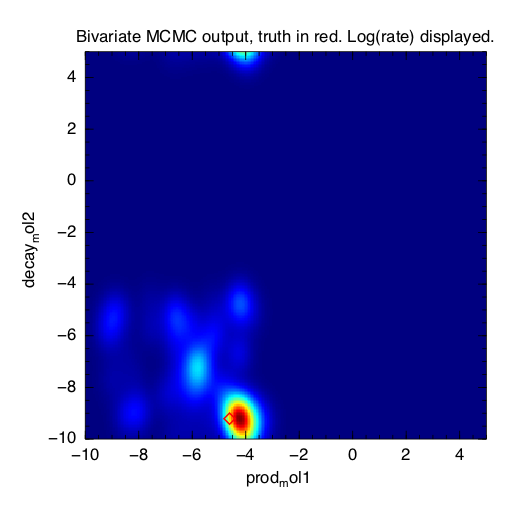 Bivariate MCMC output, truth in red. Log(rate) displayed.
4
2
0
−2
−4
−6
−8
−10
decay_mol2
−10 −8 −6 −4 −2 0 2 4
prod_mol1